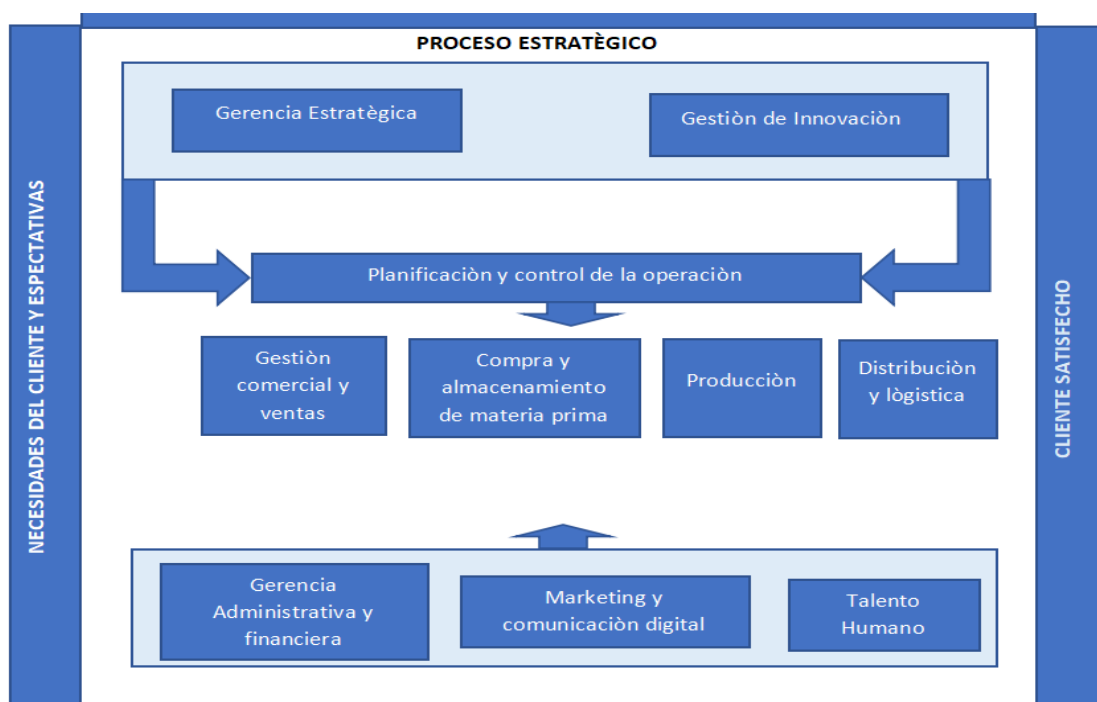 PROCESO ESTRATÈGICO
Gerencia Estratègica
Gestiòn de Innovaciòn
NECESIDADES DEL CLIENTE Y ESPECTATIVAS
Planificaciòn y control de la operaciòn
Gestiòn
comercial y
ventas
Compra y
almacenamiento
de materia prima
Producciòn
Distribuciòn
y lògistica
CLIENTE SATISFECHO
Gerencia
Administrativa y
financiera
Marketing y
comunicaciòn digital
Talento
Humano